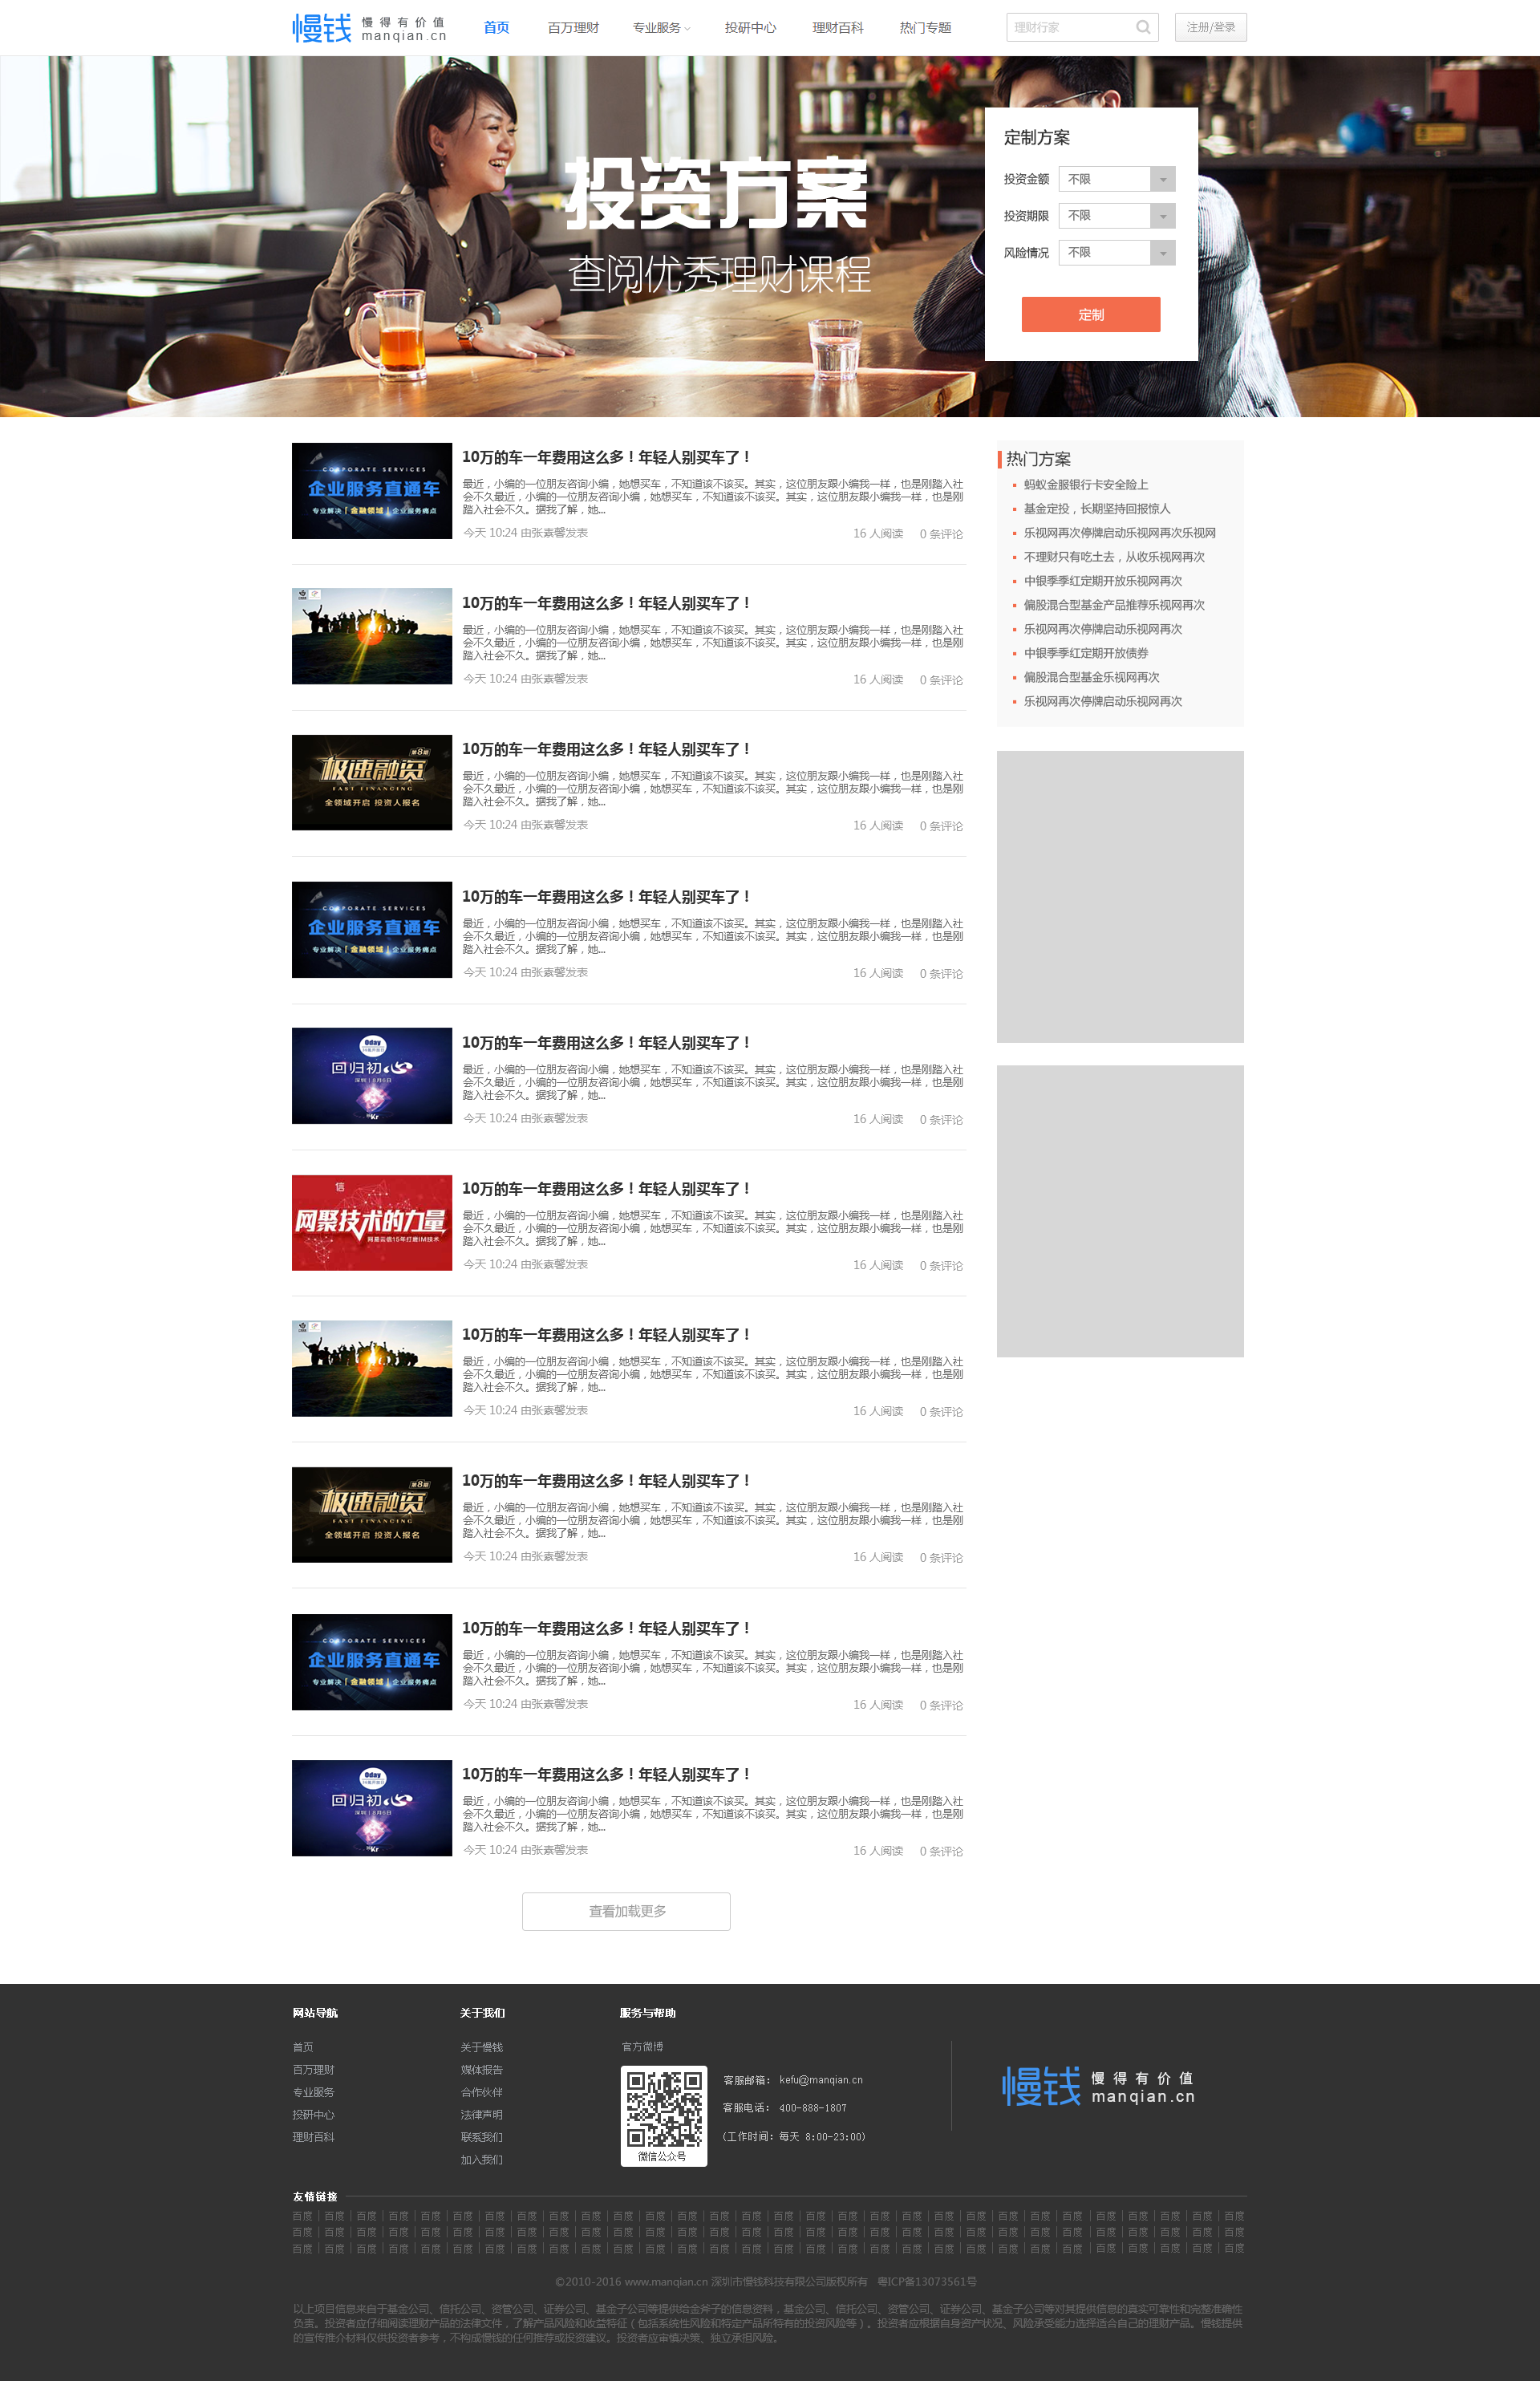 慢钱 慢得有价值 manqian.cn 首页 百万理财 专业服务 投研中心 理财百科 热门专题 理财行家 注册/登录
投资方案
查阅优秀理财课程
定制方案
投资金额 不限
投资期限 不限
风险情况 不限
定制
CORPORATE SERVICES
企业服务直通车
专业解决「金融领域」企业服务痛点
10万的车一年费用这么多！年轻人别买车了！
最近，小编的一位朋友咨询小编，她想买车，不知道该不该买。其实，这位朋友跟小编我一样，也是刚踏入社
会不久最近，小编的一位朋友咨询小编，她想买车，不知道该不该买。其实，这位朋友跟小编我一样，也是刚
踏入社会不久。据我了解，她...
今天 10:24 由张素馨发表 16 人阅读 0 条评论
10万的车一年费用这么多！年轻人别买车了！
最近，小编的一位朋友咨询小编，她想买车，不知道该不该买。其实，这位朋友跟小编我一样，也是刚踏入社
会不久最近，小编的一位朋友咨询小编，她想买车，不知道该不该买。其实，这位朋友跟小编我一样，也是刚
踏入社会不久。据我了解，她...
今天 10:24 由张素馨发表 16 人阅读 0 条评论
第8期
极速融资
FAST FINANCING
全领域开启 投资人报名
10万的车一年费用这么多！年轻人别买车了！
最近，小编的一位朋友咨询小编，她想买车，不知道该不该买。其实，这位朋友跟小编我一样，也是刚踏入社
会不久最近，小编的一位朋友咨询小编，她想买车，不知道该不该买。其实，这位朋友跟小编我一样，也是刚
踏入社会不久。据我了解，她...
今天 10:24 由张素馨发表 16 人阅读 0 条评论
CORPORATE SERVICES
企业服务直通车
专业解决「金融领域」企业服务痛点
10万的车一年费用这么多！年轻人别买车了！
最近，小编的一位朋友咨询小编，她想买车，不知道该不该买。其实，这位朋友跟小编我一样，也是刚踏入社
会不久最近，小编的一位朋友咨询小编，她想买车，不知道该不该买。其实，这位朋友跟小编我一样，也是刚
踏入社会不久。据我了解，她...
今天 10:24 由张素馨发表 16 人阅读 0 条评论
0day
回归初心
深圳 | 8月6日
36Kr
10万的车一年费用这么多！年轻人别买车了！
最近，小编的一位朋友咨询小编，她想买车，不知道该不该买。其实，这位朋友跟小编我一样，也是刚踏入社
会不久最近，小编的一位朋友咨询小编，她想买车，不知道该不该买。其实，这位朋友跟小编我一样，也是刚
踏入社会不久。据我了解，她...
今天 10:24 由张素馨发表 16 人阅读 0 条评论
信
网聚技术的力量
网易云信15年打磨IM技术
10万的车一年费用这么多！年轻人别买车了！
最近，小编的一位朋友咨询小编，她想买车，不知道该不该买。其实，这位朋友跟小编我一样，也是刚踏入社
会不久最近，小编的一位朋友咨询小编，她想买车，不知道该不该买。其实，这位朋友跟小编我一样，也是刚
踏入社会不久。据我了解，她...
今天 10:24 由张素馨发表 16 人阅读 0 条评论
10万的车一年费用这么多！年轻人别买车了！
最近，小编的一位朋友咨询小编，她想买车，不知道该不该买。其实，这位朋友跟小编我一样，也是刚踏入社
会不久最近，小编的一位朋友咨询小编，她想买车，不知道该不该买。其实，这位朋友跟小编我一样，也是刚
踏入社会不久。据我了解，她...
今天 10:24 由张素馨发表 16 人阅读 0 条评论
第8期
极速融资
FAST FINANCING
全领域开启 投资人报名
10万的车一年费用这么多！年轻人别买车了！
最近，小编的一位朋友咨询小编，她想买车，不知道该不该买。其实，这位朋友跟小编我一样，也是刚踏入社
会不久最近，小编的一位朋友咨询小编，她想买车，不知道该不该买。其实，这位朋友跟小编我一样，也是刚
踏入社会不久。据我了解，她...
今天 10:24 由张素馨发表 16 人阅读 0 条评论
CORPORATE SERVICES
企业服务直通车
专业解决「金融领域」企业服务痛点
10万的车一年费用这么多！年轻人别买车了！
最近，小编的一位朋友咨询小编，她想买车，不知道该不该买。其实，这位朋友跟小编我一样，也是刚踏入社
会不久最近，小编的一位朋友咨询小编，她想买车，不知道该不该买。其实，这位朋友跟小编我一样，也是刚
踏入社会不久。据我了解，她...
今天 10:24 由张素馨发表 16 人阅读 0 条评论
0day
回归初心
深圳 | 8月6日
36Kr
10万的车一年费用这么多！年轻人别买车了！
最近，小编的一位朋友咨询小编，她想买车，不知道该不该买。其实，这位朋友跟小编我一样，也是刚踏入社
会不久最近，小编的一位朋友咨询小编，她想买车，不知道该不该买。其实，这位朋友跟小编我一样，也是刚
踏入社会不久。据我了解，她...
今天 10:24 由张素馨发表 16 人阅读 0 条评论
查看加载更多
热门方案
蚂蚁金服银行卡安全险上
基金定投，长期坚持回报惊人
乐视网再次停牌启动乐视网再次乐视网
不理财只有吃土去，从收乐视网再次
中银季季红定期开放乐视网再次
偏股混合型基金产品推荐乐视网再次
乐视网再次停牌启动乐视网再次
中银季季红定期开放债券
偏股混合型基金乐视网再次
乐视网再次停牌启动乐视网再次
网站导航
首页
百万理财
专业服务
投研中心
理财百科
关于我们
关于慢钱
媒体报告
合作伙伴
法律声明
联系我们
加入我们
服务与帮助
官方微博
微信公众号
客服邮箱： kefu@manqian.cn
客服电话： 400-888-1807
(工作时间：每天 8:00-23:00)
慢钱 慢得有价值
manqian.cn
友情链接
百度 百度 百度 百度 百度 百度 百度 百度 百度 百度 百度 百度 百度 百度 百度 百度 百度 百度 百度 百度 百度 百度 百度 百度 百度 百度 百度 百度 百度 百度
百度 百度 百度 百度 百度 百度 百度 百度 百度 百度 百度 百度 百度 百度 百度 百度 百度 百度 百度 百度 百度 百度 百度 百度 百度 百度 百度 百度 百度 百度
百度 百度 百度 百度 百度 百度 百度 百度 百度 百度 百度 百度 百度 百度 百度 百度 百度 百度 百度 百度 百度 百度 百度 百度 百度 百度 百度 百度 百度 百度
©2010-2016 www.manqian.cn 深圳市慢钱科技有限公司版权所有 粤ICP备13073561号
以上项目信息来自于基金公司、信托公司、资管公司、证券公司、基金子公司等提供给金斧子的信息资料，基金公司、信托公司、资管公司、证券公司、基金子公司等对其提供信息的真实可靠性和完整准确性
负责。投资者应仔细阅读理财产品的法律文件，了解产品风险和收益特征（包括系统性风险和特定产品所特有的投资风险等）。投资者应根据自身资产状况、风险承受能力选择适合自己的理财产品。慢钱提供
的宣传推介材料仅供投资者参考，不构成慢钱的任何推荐或投资建议。投资者应审慎决策、独立承担风险。